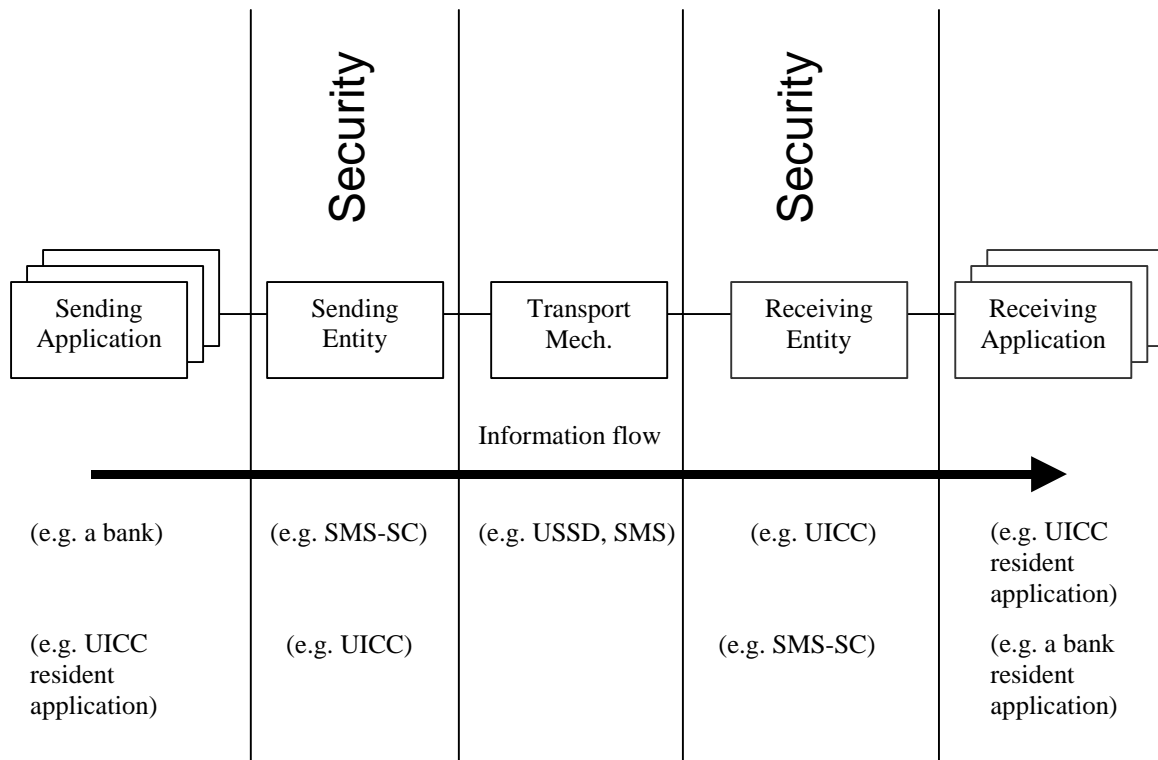 Security
Security
Sending
Application
Sending
Entity
Transport
Mech.
Receiving
Entity
Receiving
Application
Information flow
(e.g. a bank)
(e.g. SMS-SC)
(e.g. USSD, SMS)
(e.g. UICC)
(e.g. UICC
resident
application)
(e.g. UICC
resident
application)
(e.g. UICC)
(e.g. SMS-SC)
(e.g. a bank
resident
application)